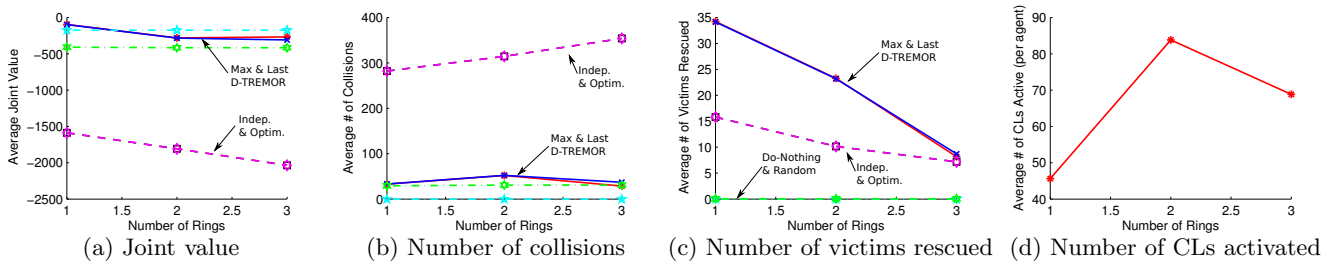 Average Joint Value
0
−500
−1000
−1500
−2000
−2500
1
1.5
2
2.5
3
Number of Rings
Max & Last
D-TREMOR
Indep.
& Optim.
(a) Joint value
Average # of Collisions
400
300
200
100
0
1
1.5
2
2.5
3
Number of Rings
Indep.
& Optim.
Max & Last
D-TREMOR
(b) Number of collisions
Average # of Victims Rescued
35
30
25
20
15
10
5
0
1
1.5
2
2.5
3
Number of Rings
Max & Last
D-TREMOR
Do-Nothing
& Random
Indep.
& Optim.
(c) Number of victims rescued
Average # of CLs Active (per agent)
90
80
70
60
50
40
1
1.5
2
2.5
3
Number of Rings
(d) Number of CLs activated